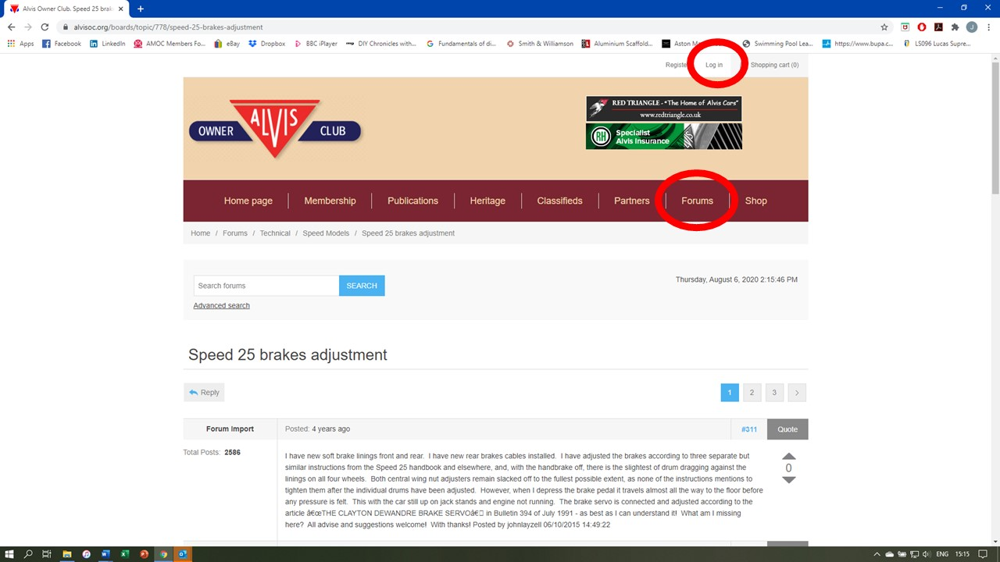 Alvis Owner Club. Speed 25 brak
alvisoc.org/boards/topic/778/speed-25-brakes-adjustment
J
Apps Facebook LinkedIn AMOC Members Fo... eBay Dropbox BBC iPlayer DIY Chronicles with... Fundamentals of di... Smith & Williamson Aluminium Scaffold... Aston M Swimming Pool Lea... https://www.bupa.c... LS096 Lucas Supre...
Registe Log in Shopping cart (0)
OWNER ALVIS CLUB
RED TRIANGLE - "The Home of Alvis Cars"
www.redtriangle.co.uk
RH Specialist
Alvis Insurance
Home page Membership Publications Heritage Classifieds Partners Forums Shop
Home / Forums / Technical / Speed Models / Speed 25 brakes adjustment
Search forums SEARCH
Thursday, August 6, 2020 2:15:46 PM
Advanced search
Speed 25 brakes adjustment
Reply 1 2 3
Forum Import Posted: 4 years ago #311 Quote
Total Posts: 2586
0
I have new soft brake linings front and rear. I have new rear brakes cables installed. I have adjusted the brakes according to three separate but
similar instructions from the Speed 25 handbook and elsewhere, and, with the handbrake off, there is the slightest of drum dragging against the
linings on all four wheels. Both central wing nut adjusters remain slacked off to the fullest possible extent, as none of the instructions mentions to
tighten them after the individual drums have been adjusted. However, when I depress the brake pedal it travels almost all the way to the floor before
any pressure is felt. This with the car still up on jack stands and engine not running. The brake servo is connected and adjusted according to the
article â€œTHE CLAYTON DEWANDRE BRAKE SERVOâ€ in Bulletin 394 of July 1991 - as best as I can understand it! What am I missing
here? All advise and suggestions welcome! With thanks! Posted by johnlayzell 06/10/2015 14:49:22
ENG 15:15